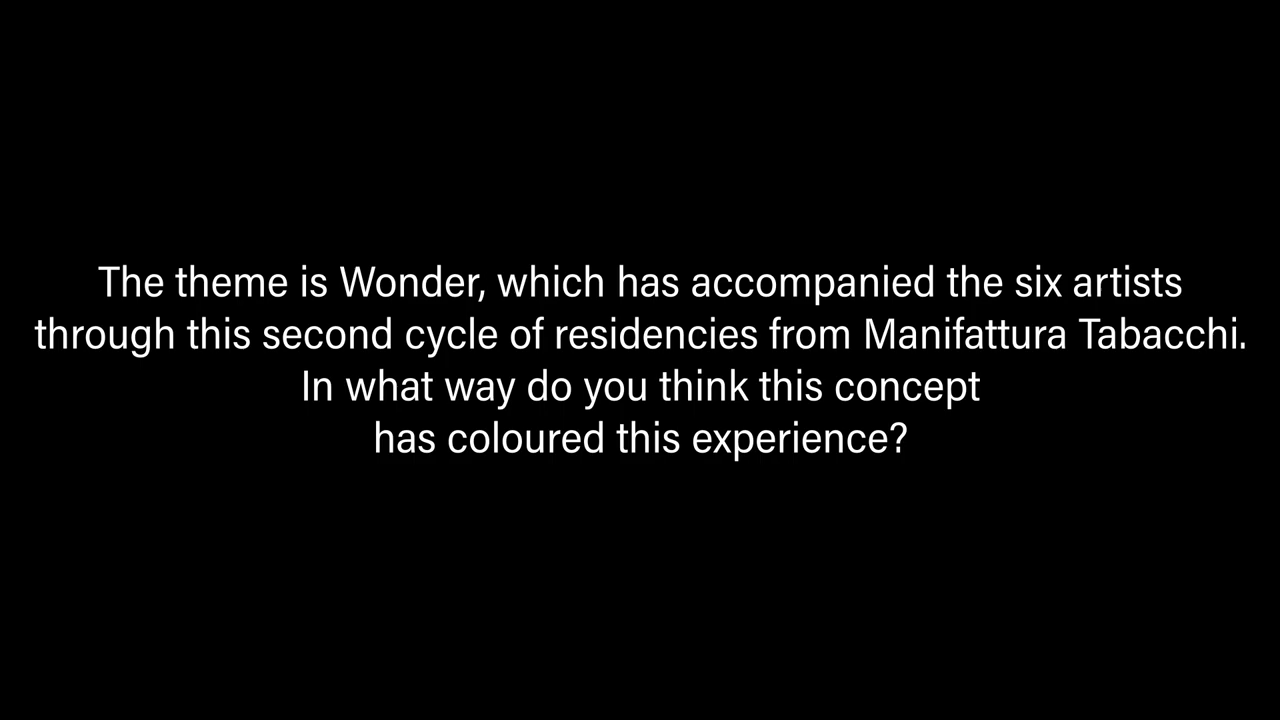 The theme is Wonder, which has accompanied the six artists
through this second cycle of residencies from Manifattura Tabacchi.
In what way do you think this concept
has coloured this experience?